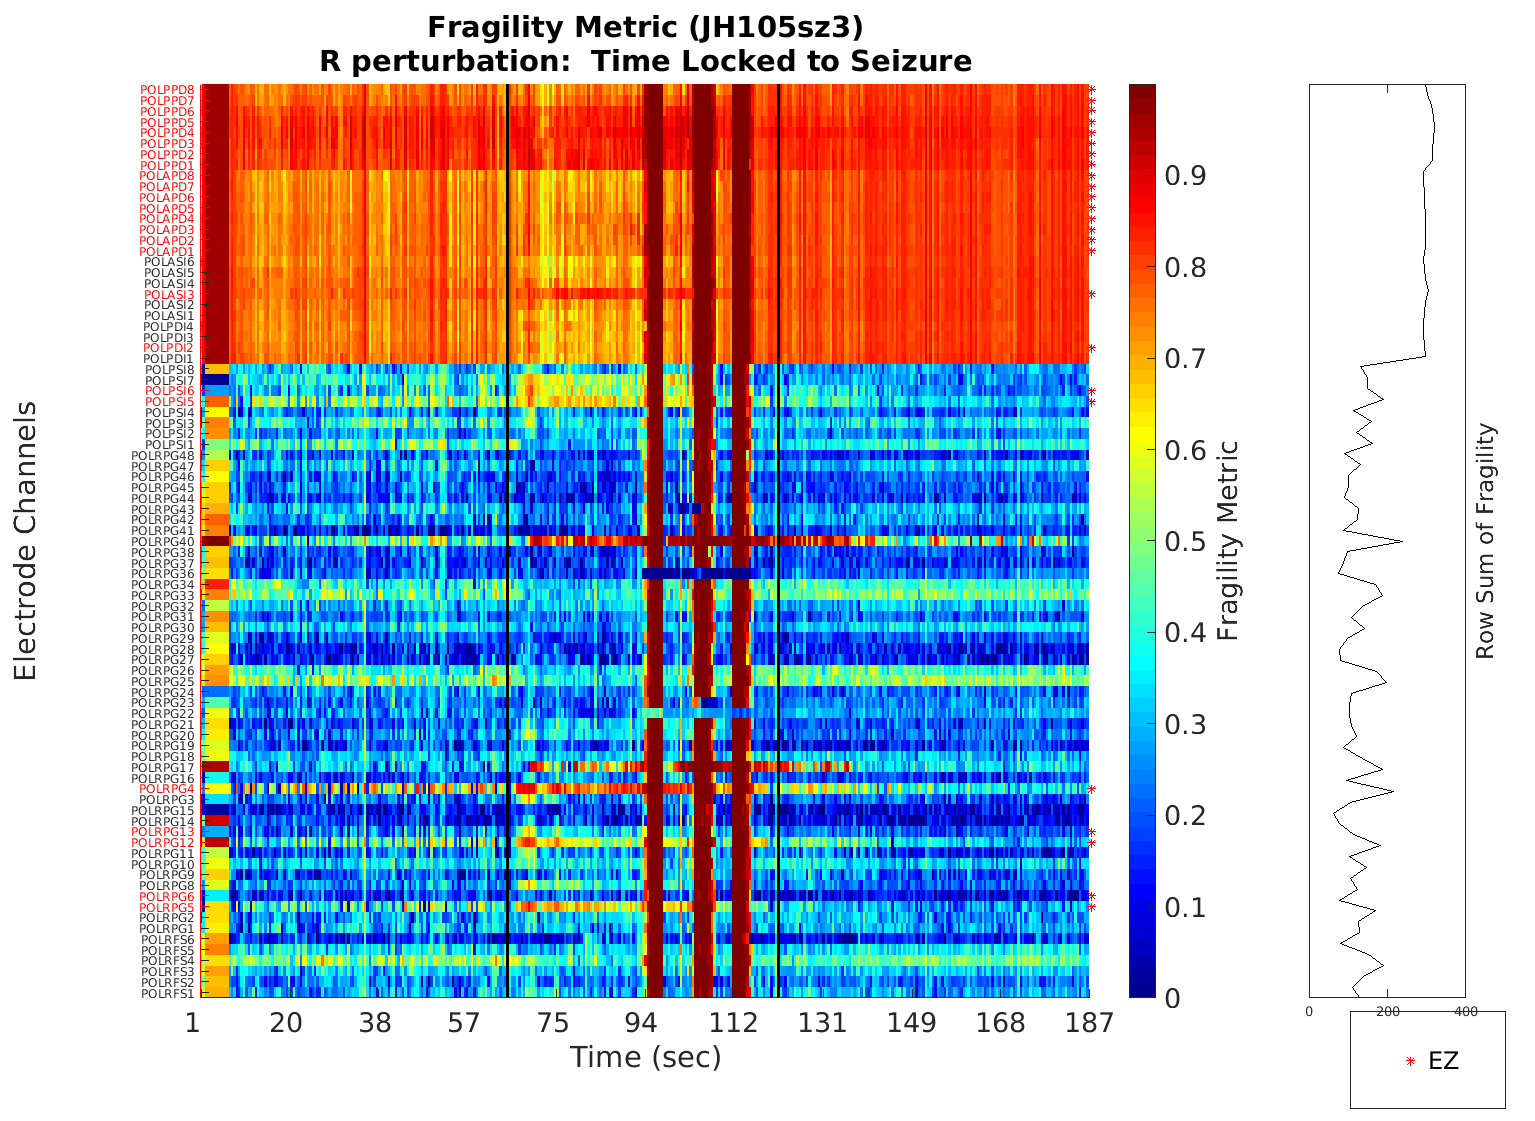 Fragility Metric (JH105sz3)
R perturbation:  Time Locked to Seizure
Electrode Channels
POLPPD8
POLPPD7
POLPPD6
POLPPD5
POLPPD4
POLPPD3
POLPPD2
POLPPD1
POLAPD8
POLAPD7
POLAPD6
POLAPD5
POLAPD4
POLAPD3
POLAPD2
POLAPD1
POLASI6
POLASI5
POLASI4
POLASI3
POLASI2
POLASI1
POLPDI4
POLPDI3
POLPDI2
POLPDI1
POLPSI8
POLPSI7
POLPSI6
POLPSI5
POLPSI4
POLPSI3
POLPSI2
POLPSI1
POLRPG48
POLRPG47
POLRPG46
POLRPG45
POLRPG44
POLRPG43
POLRPG42
POLRPG41
POLRPG40
POLRPG38
POLRPG37
POLRPG36
POLRPG34
POLRPG33
POLRPG32
POLRPG31
POLRPG30
POLRPG29
POLRPG28
POLRPG27
POLRPG26
POLRPG25
POLRPG24
POLRPG23
POLRPG22
POLRPG21
POLRPG20
POLRPG19
POLRPG18
POLRPG17
POLRPG16
POLRPG4
POLRPG3
POLRPG15
POLRPG14
POLRPG13
POLRPG12
POLRPG11
POLRPG10
POLRPG9
POLRPG8
POLRPG6
POLRPG5
POLRPG2
POLRPG1
POLRFS6
POLRFS5
POLRFS4
POLRFS3
POLRFS2
POLRFS1
1 20 38 57 75 94 112 131 149 168 187
Time (sec)
0.9
0.8
0.7
0.6
0.5
0.4
0.3
0.2
0.1
0
Fragility Metric
0 200 400
Row Sum of Fragility
EZ